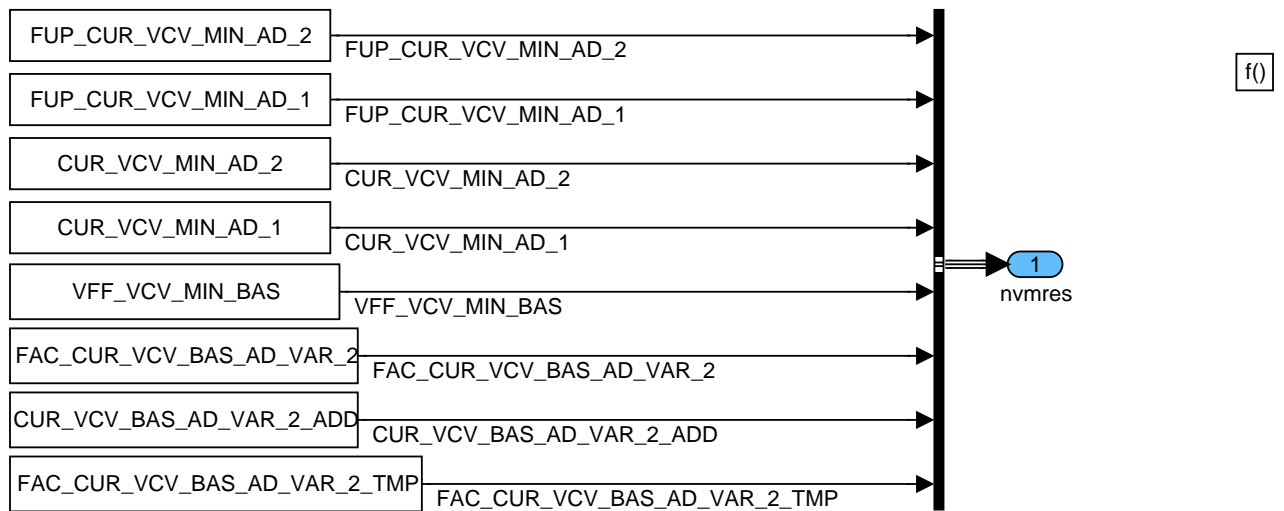 FUP_CUR_VCV_MIN_AD_2
FUP_CUR_VCV_MIN_AD_2
f()
FUP_CUR_VCV_MIN_AD_1
FUP_CUR_VCV_MIN_AD_1
CUR_VCV_MIN_AD_2
CUR_VCV_MIN_AD_2
CUR_VCV_MIN_AD_1
CUR_VCV_MIN_AD_1
1
nvmres
VFF_VCV_MIN_BAS
VFF_VCV_MIN_BAS
FAC_CUR_VCV_BAS_AD_VAR_2
FAC_CUR_VCV_BAS_AD_VAR_2
CUR_VCV_BAS_AD_VAR_2_ADD
CUR_VCV_BAS_AD_VAR_2_ADD
FAC_CUR_VCV_BAS_AD_VAR_2_TMP
FAC_CUR_VCV_BAS_AD_VAR_2_TMP